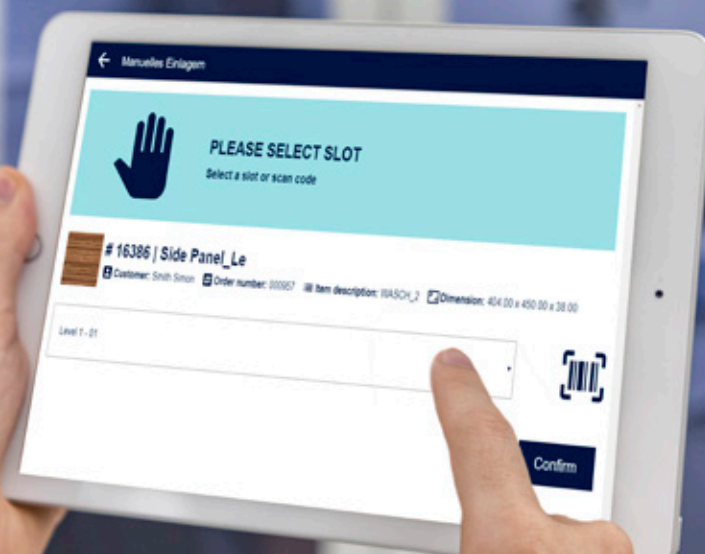 Manuelles Einlagern
PLEASE SELECT SLOT
Select a slot or scan code
# 16386 | Side Panel_Le
Customer: Smith Simon Order number: 000957 Item description: WASCH_2 Dimension: 404.00 x 450.00 x 38.00
Level 1 - 01
Confirm